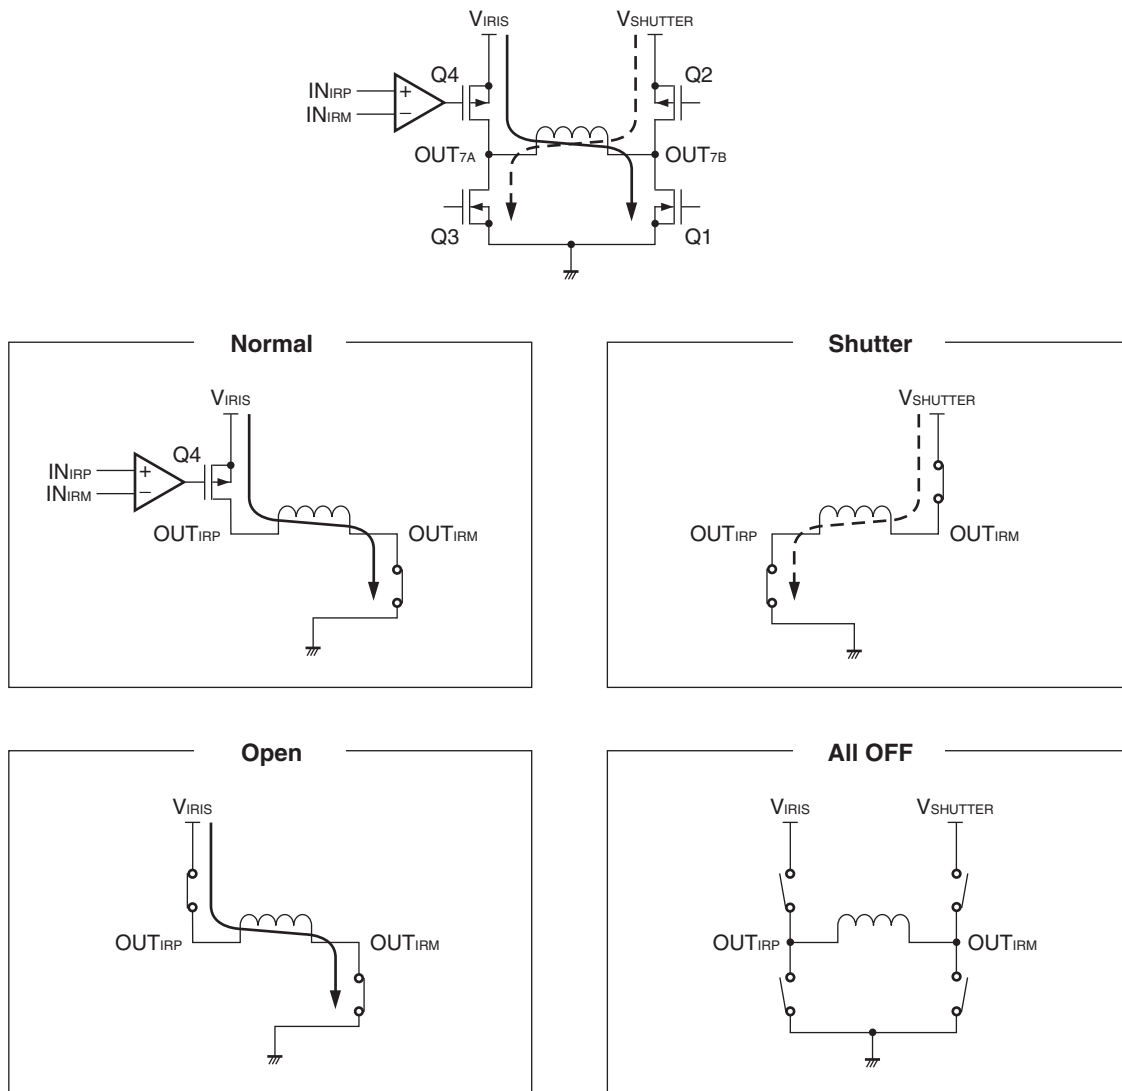 VIRIS
VSHUTTER
Q4
Q2
INIRP
+
INIRM
−
OUT7A
OUT7B
Q3
Q1
Normal
VIRIS
Q4
INIRP
+
INIRM
−
OUTIRP
OUTIRM
Shutter
VSHUTTER
OUTIRP
OUTIRM
Open
VIRIS
OUTIRP
OUTIRM
All OFF
VIRIS
VSHUTTER
OUTIRP
OUTIRM